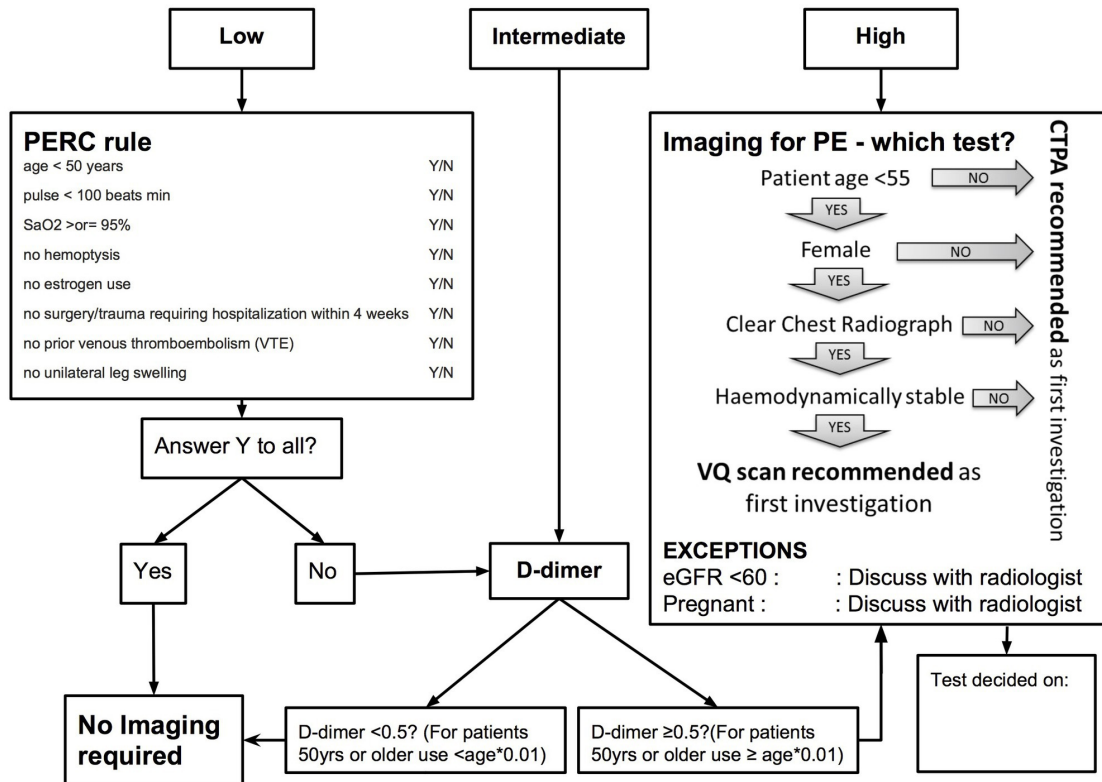 Low
Intermediate
High
PERC rule
age < 50 years Y/N
pulse < 100 beats min Y/N
SaO2 >or= 95% Y/N
no hemoptysis Y/N
no estrogen use Y/N
no surgery/trauma requiring hospitalization within 4 weeks Y/N
no prior venous thromboembolism (VTE) Y/N
no unilateral leg swelling Y/N
Answer Y to all?
Yes
No
D-dimer
No Imaging
required
D-dimer <0.5? (For patients
50yrs or older use <age*0.01)
D-dimer ≥0.5?(For patients
50yrs or older use ≥ age*0.01)
Imaging for PE - which test?
Patient age <55
NO
YES
Female
NO
YES
Clear Chest Radiograph
NO
YES
Haemodynamically stable
NO
YES
VQ scan recommended as
first investigation
CTPA recommended as first investigation
EXCEPTIONS
eGFR <60 : : Discuss with radiologist
Pregnant : : Discuss with radiologist
Test decided on: